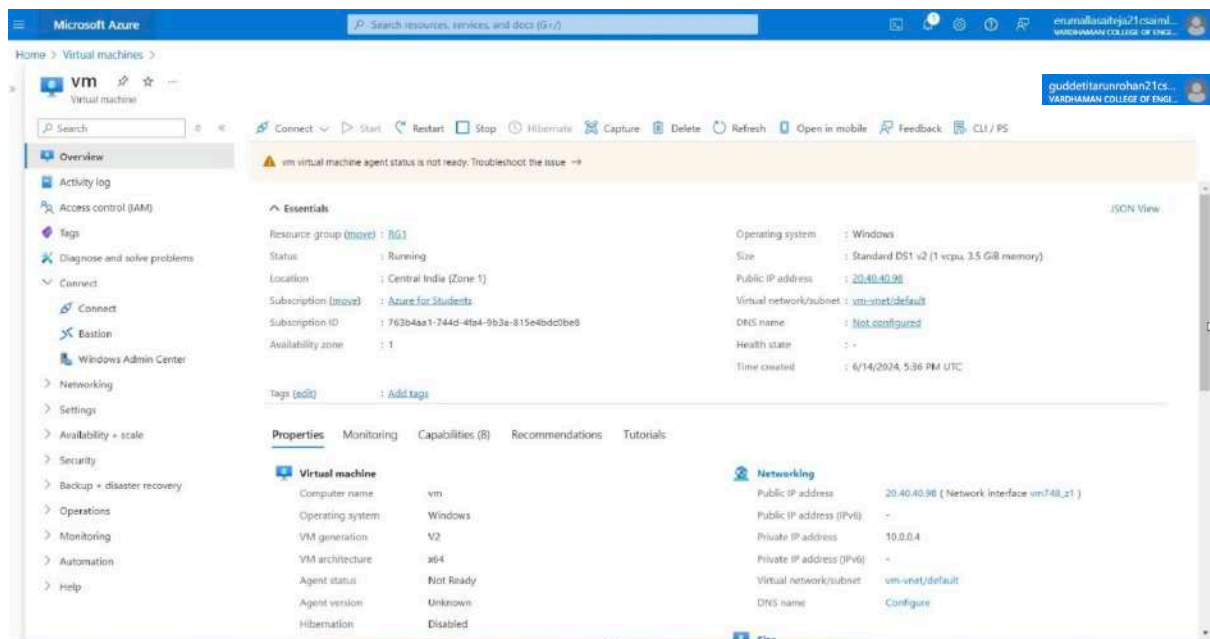 Microsoft Azure
Search resources, services, and docs (G+/)
erumallasaiteja21csaiml...
VARDHAMAN COLLEGE OF ENGI...
Home > Virtual machines >
vm
Virtual machine
guddetitarunrohan21cs...
VARDHAMAN COLLEGE OF ENGI...
Search
Connect Start Restart Stop Hibernate Capture Delete Refresh Open in mobile Feedback CLI / PS
vm virtual machine agent status is not ready. Troubleshoot the issue →
Overview
Activity log
Access control (IAM)
Tags
Diagnose and solve problems
Connect
Connect
Bastion
Windows Admin Center
Networking
Settings
Availability + scale
Security
Backup + disaster recovery
Operations
Monitoring
Automation
Help
Essentials
JSON View
Resource group (move) : RG1
Status : Running
Location : Central India (Zone 1)
Subscription (move) : Azure for Students
Subscription ID : 763b4aa1-744d-4fa4-9b3a-815e4bdc0be8
Availability zone : 1
Operating system : Windows
Size : Standard DS1 v2 (1 vcpu, 3.5 GiB memory)
Public IP address : 20.40.40.98
Virtual network/subnet : vm-vnet/default
DNS name : Not configured
Health state : -
Time created : 6/14/2024, 5:36 PM UTC
Tags (edit) : Add tags
Properties Monitoring Capabilities (8) Recommendations Tutorials
Virtual machine
Computer name vm
Operating system Windows
VM generation V2
VM architecture x64
Agent status Not Ready
Agent version Unknown
Hibernation Disabled
Networking
Public IP address 20.40.40.98 ( Network interface vm748_z1 )
Public IP address (IPv6) -
Private IP address 10.0.0.4
Private IP address (IPv6) -
Virtual network/subnet vm-vnet/default
DNS name Configure
Size